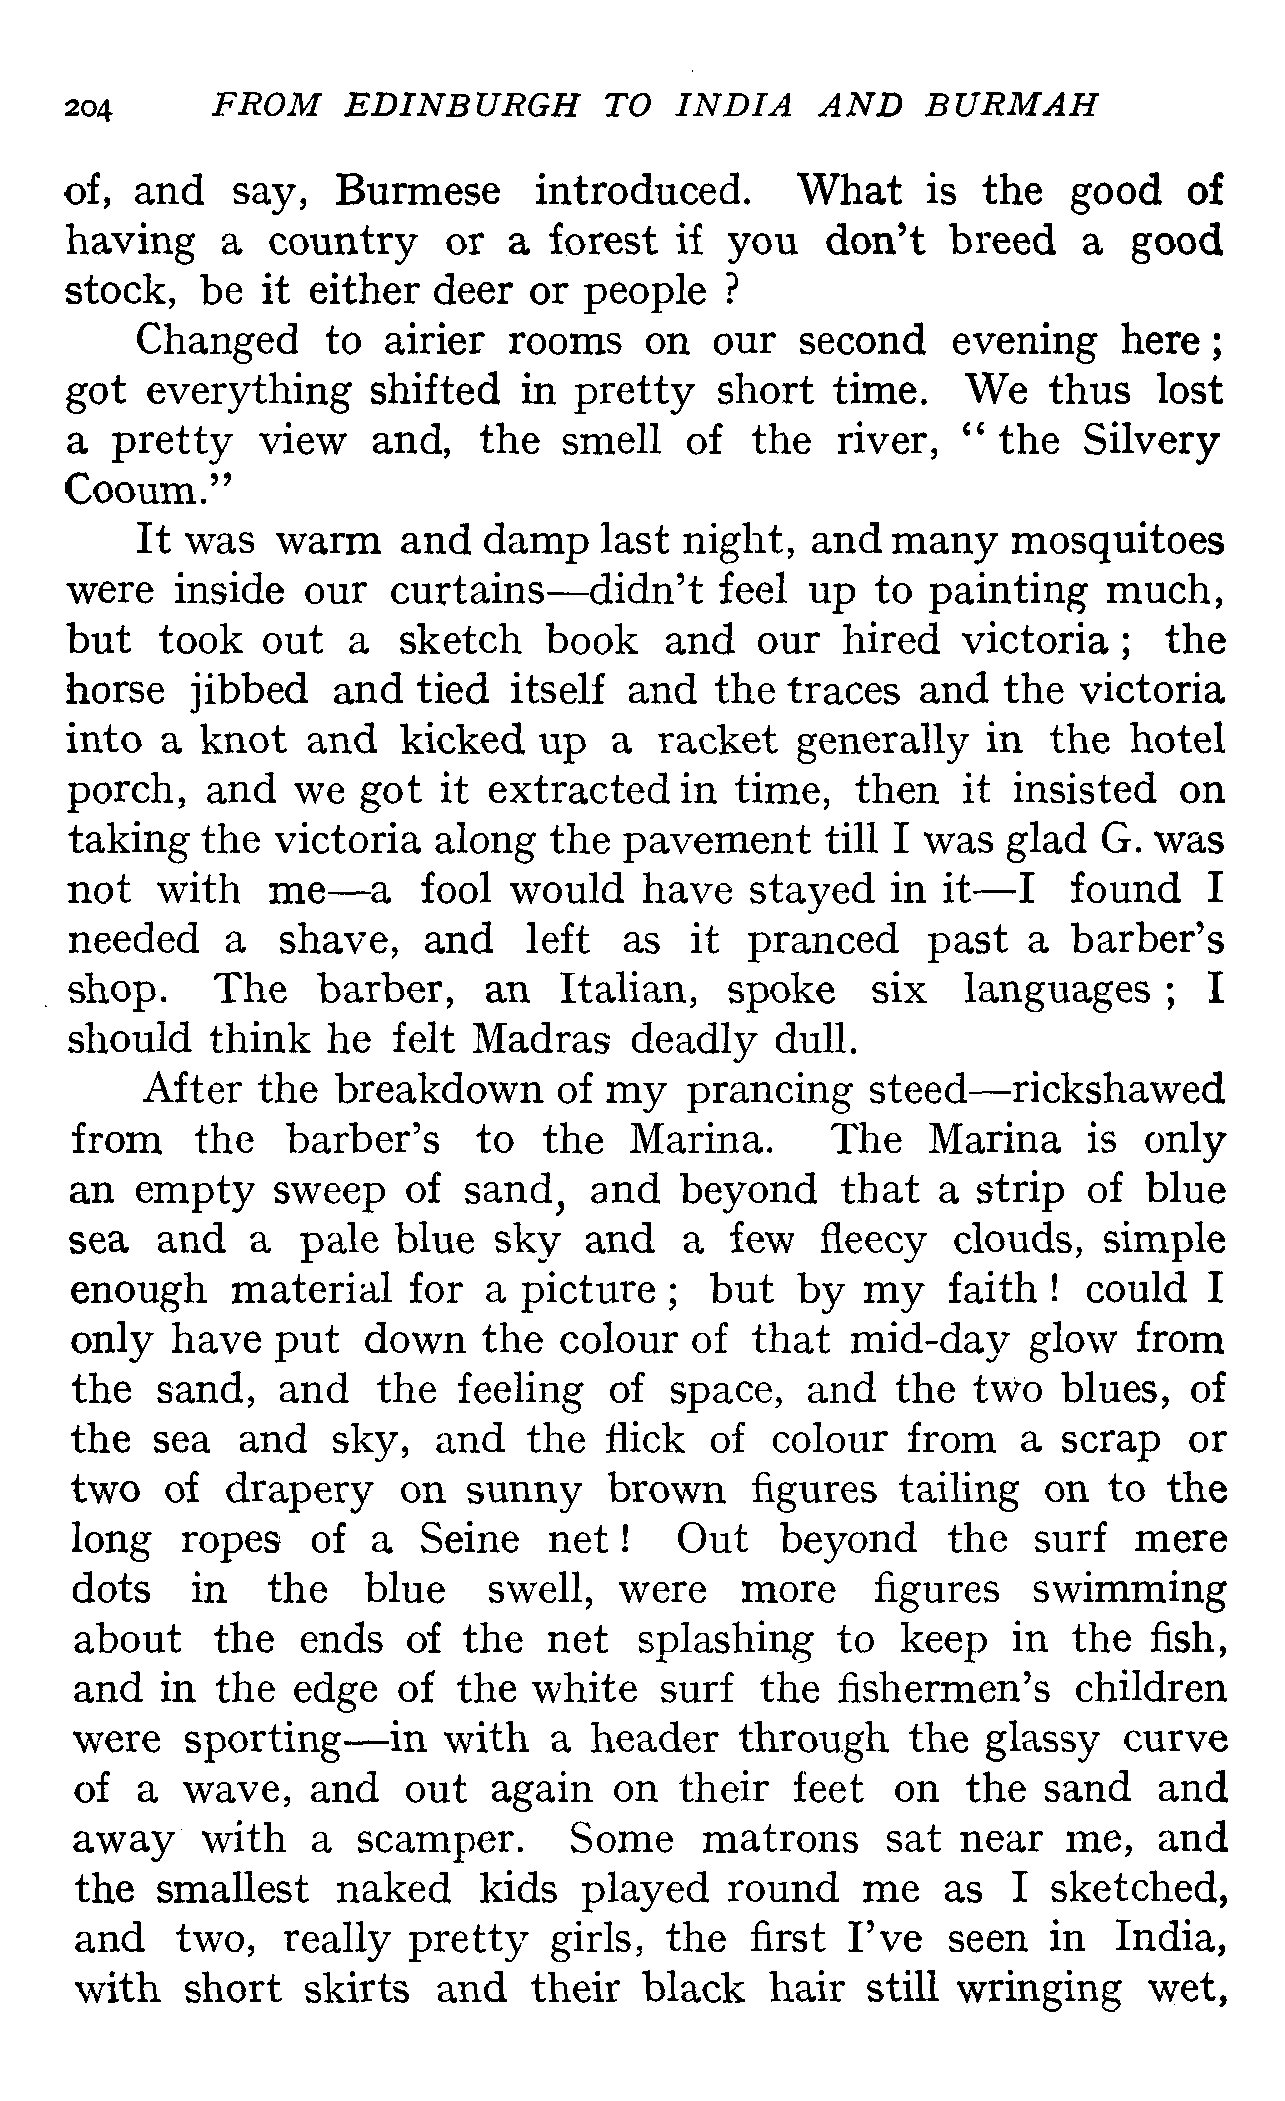 204 FROM EDINBURGH TO INDIA AND BURMAH
of, and say, Burmese introduced. What is the good of
having a country or a forest if you don't breed a good
stock, be it either deer or people ?
Changed to airier rooms on our second evening here ;
got everything shifted in pretty short time. We thus lost
a pretty view and, the smell of the river, “ the Silvery
Cooum.”
It was warm and damp last night, and many mosquitoes
were inside our curtains—didn't feel up to painting much,
but took out a sketch book and our hired victoria ; the
horse jibbed and tied itself and the traces and the victoria
into a knot and kicked up a racket generally in the hotel
porch, and we got it extracted in time, then it insisted on
taking the victoria along the pavement till I was glad G. was
not with me—a fool would have stayed in it—I found I
needed a shave, and left as it pranced past a barber's
shop. The barber, an Italian, spoke six languages ; I
should think he felt Madras deadly dull.
After the breakdown of my prancing steed—rickshawed
from the barber's to the Marina. The Marina is only
an empty sweep of sand, and beyond that a strip of blue
sea and a pale blue sky and a few fleecy clouds, simple
enough material for a picture ; but by my faith ! could I
only have put down the colour of that mid-day glow from
the sand, and the feeling of space, and the two blues, of
the sea and sky, and the flick of colour from a scrap or
two of drapery on sunny brown figures tailing on to the
long ropes of a Seine net ! Out beyond the surf mere
dots in the blue swell, were more figures swimming
about the ends of the net splashing to keep in the fish,
and in the edge of the white surf the fishermen's children
were sporting—in with a header through the glassy curve
of a wave, and out again on their feet on the sand and
away with a scamper. Some matrons sat near me, and
the smallest naked kids played round me as I sketched,
and two, really pretty girls, the first I've seen in India,
with short skirts and their black hair still wringing wet,